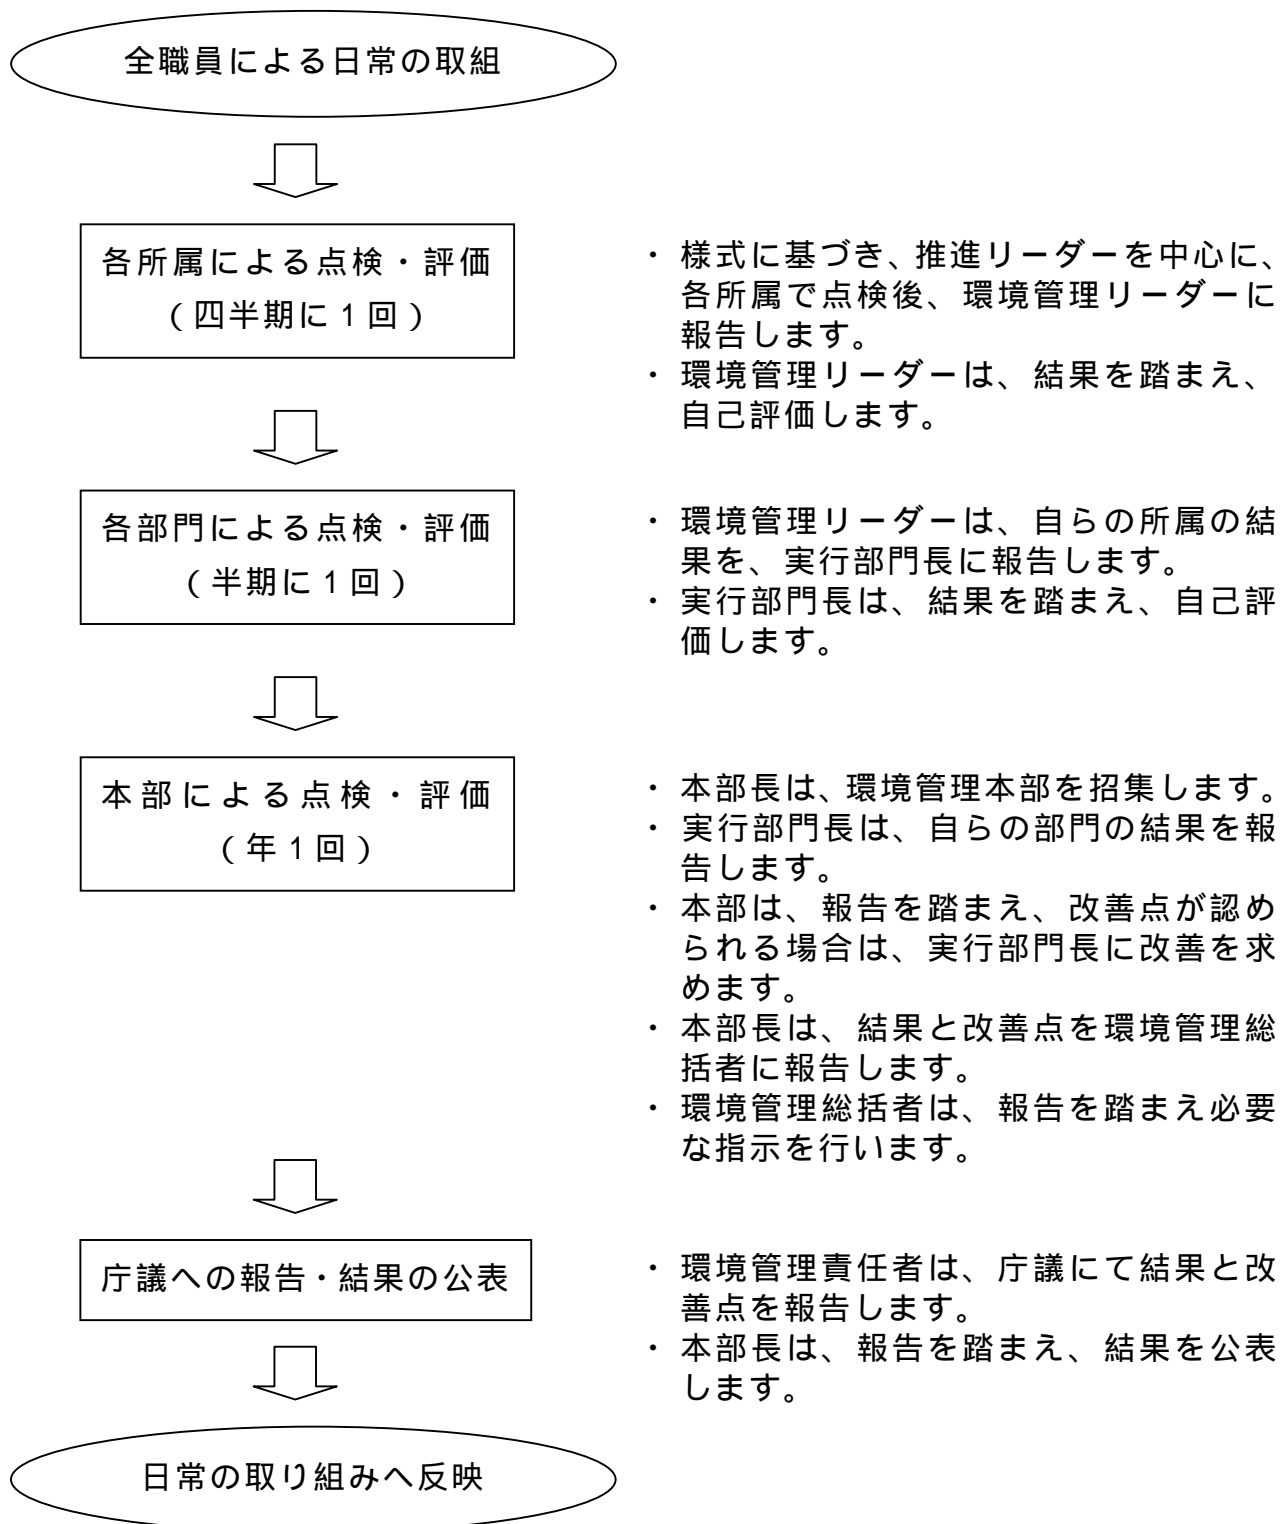 全職員による日常の取組
各所属による点検・評価
(四半期に1回)
・ 様式に基づき、推進リーダーを中心に、
各所属で点検後、環境管理リーダーに
報告します。
・ 環境管理リーダーは、結果を踏まえ、
自己評価します。
各部門による点検・評価
(半期に1回)
・ 環境管理リーダーは、自らの所属の結
果を、実行部門長に報告します。
・ 実行部門長は、結果を踏まえ、自己評
価します。
本部による点検・評価
(年1回)
・ 本部長は、環境管理本部を招集します。
・ 実行部門長は、自らの部門の結果を報
告します。
・ 本部は、報告を踏まえ、改善点が認め
られる場合は、実行部門長に改善を求
めます。
・ 本部長は、結果と改善点を環境管理総
括者に報告します。
・ 環境管理総括者は、報告を踏まえ必要
な指示を行います。
庁議への報告・結果の公表
・ 環境管理責任者は、庁議にて結果と改
善点を報告します。
・ 本部長は、報告を踏まえ、結果を公表
します。
日常の取り組みへ反映